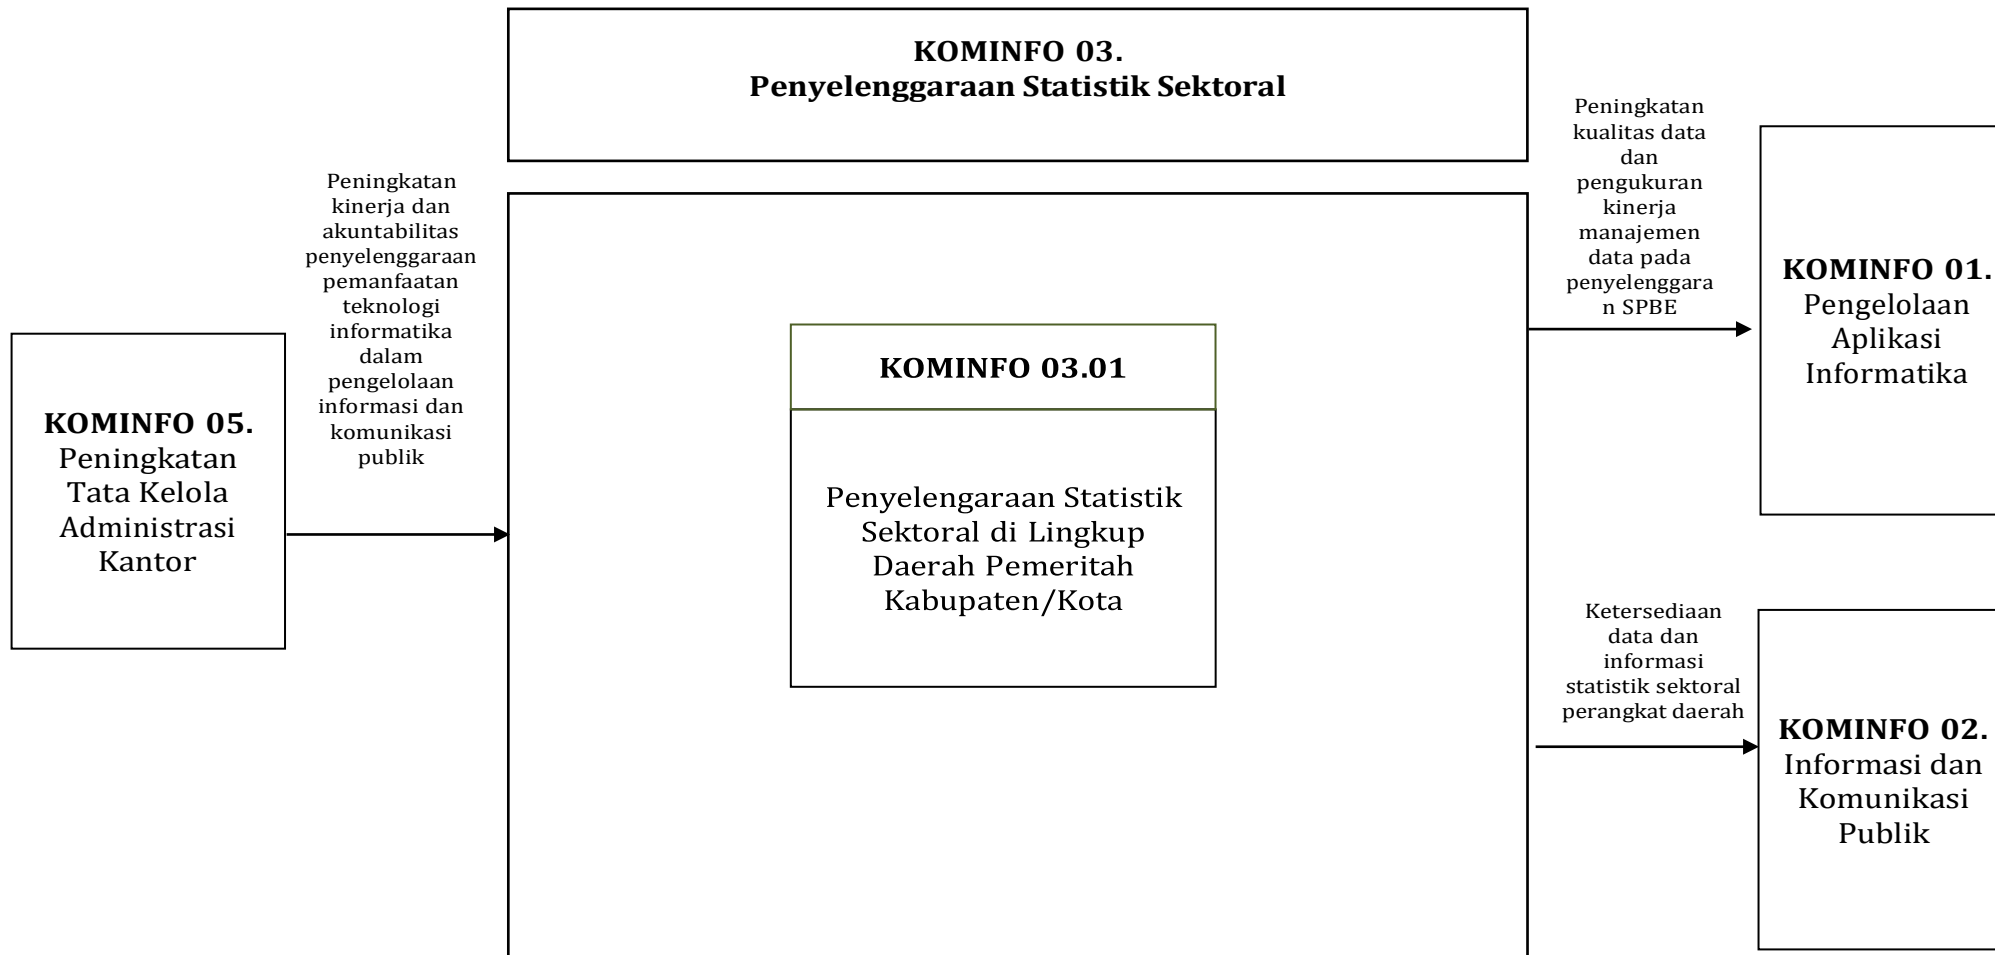 KOMINFO 03.
Penyelenggaraan Statistik Sektoral
Peningkatan
kinerja dan
akuntabilitas
penyelenggaraan
pemanfaatan
teknologi
informatika
dalam
pengelolaan
informasi dan
komunikasi
publik
KOMINFO 05.
Peningkatan
Tata Kelola
Administrasi
Kantor
KOMINFO 03.01
Penyelengaraan Statistik
Sektoral di Lingkup
Daerah Pemeritah
Kabupaten/Kota
Peningkatan
kualitas data
dan
pengukuran
kinerja
manajemen
data pada
penyelenggara
n SPBE
KOMINFO 01.
Pengelolaan
Aplikasi
Informatika
Ketersediaan
data dan
informasi
statistik sektoral
perangkat daerah
KOMINFO 02.
Informasi dan
Komunikasi
Publik